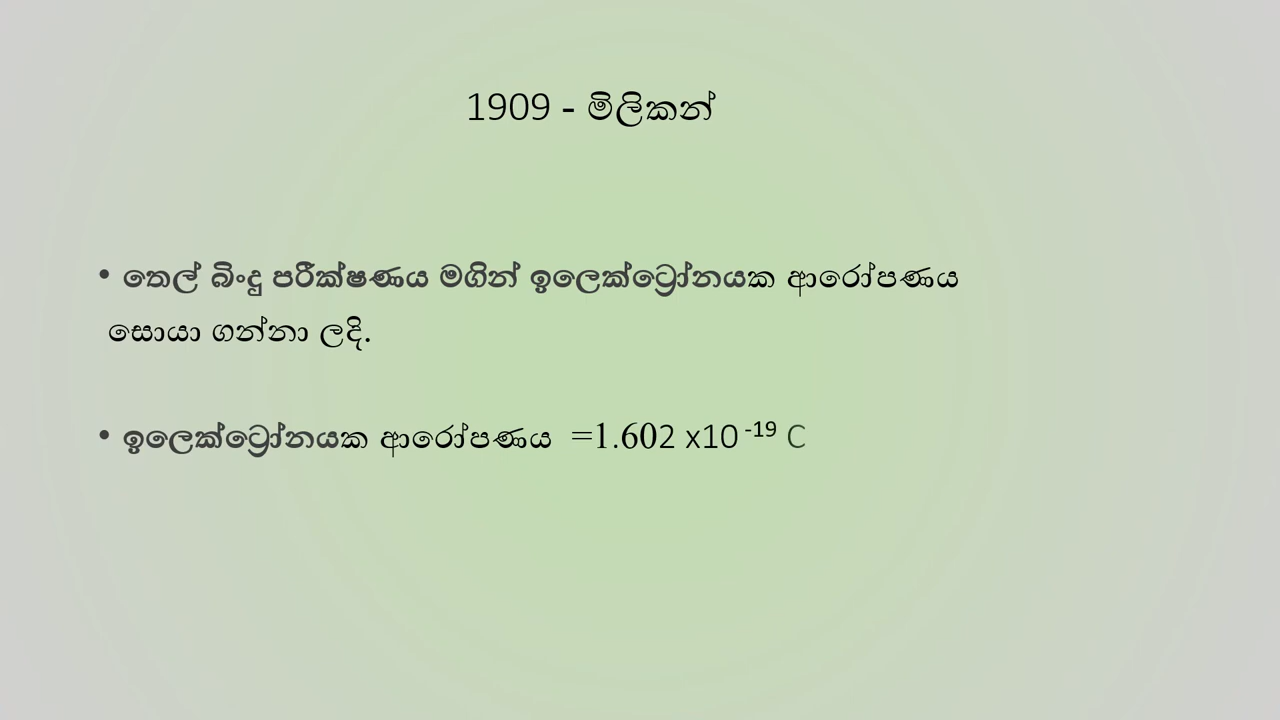 1909 - මිලිකන්
• තෙල් බිංදු පරීක්ෂණය මගින් ඉලෙක්ට්‍රෝනයක ආරෝපණය
සොයා ගන්නා ලදි.
• ඉලෙක්ට්‍රෝනයක ආරෝපණය =1.602 x10 -19 C